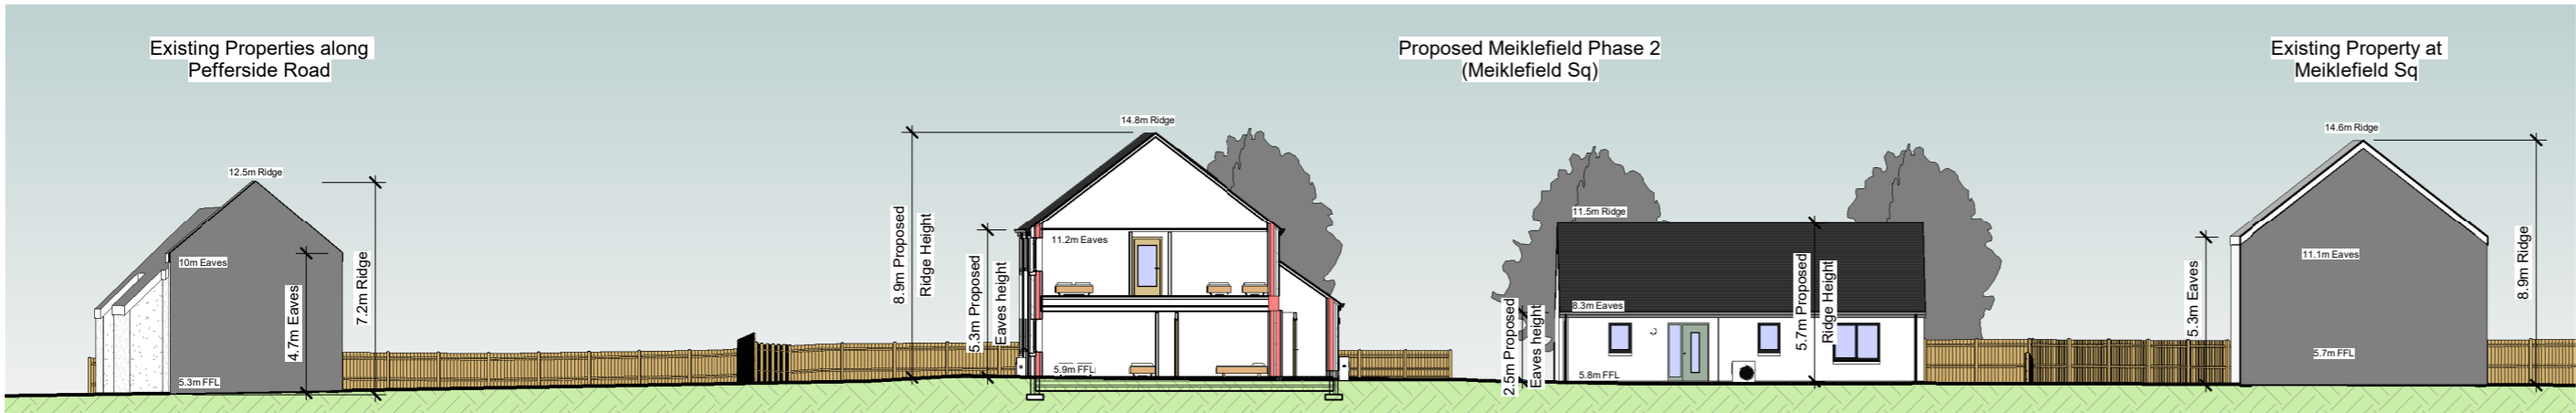 Existing Properties along
Pefferside Road
Proposed Meiklefield Phase 2
(Meiklefield Sq)
Existing Property at
Meiklefield Sq
12.5m Ridge
10m Eaves
5.3m FFL
4.7m Eaves
7.2m Ridge
14.8m Ridge
8.9m Proposed
Ridge Height
5.3m Proposed
Eaves height
11.2m Eaves
5.9m FFL
11.5m Ridge
8.3m Eaves
5.8m FFL
2.5m Proposed
Eaves height
5.7m Proposed
Ridge Height
14.6m Ridge
11.1m Eaves
5.7m FFL
5.3m Eaves
8.9m Ridge